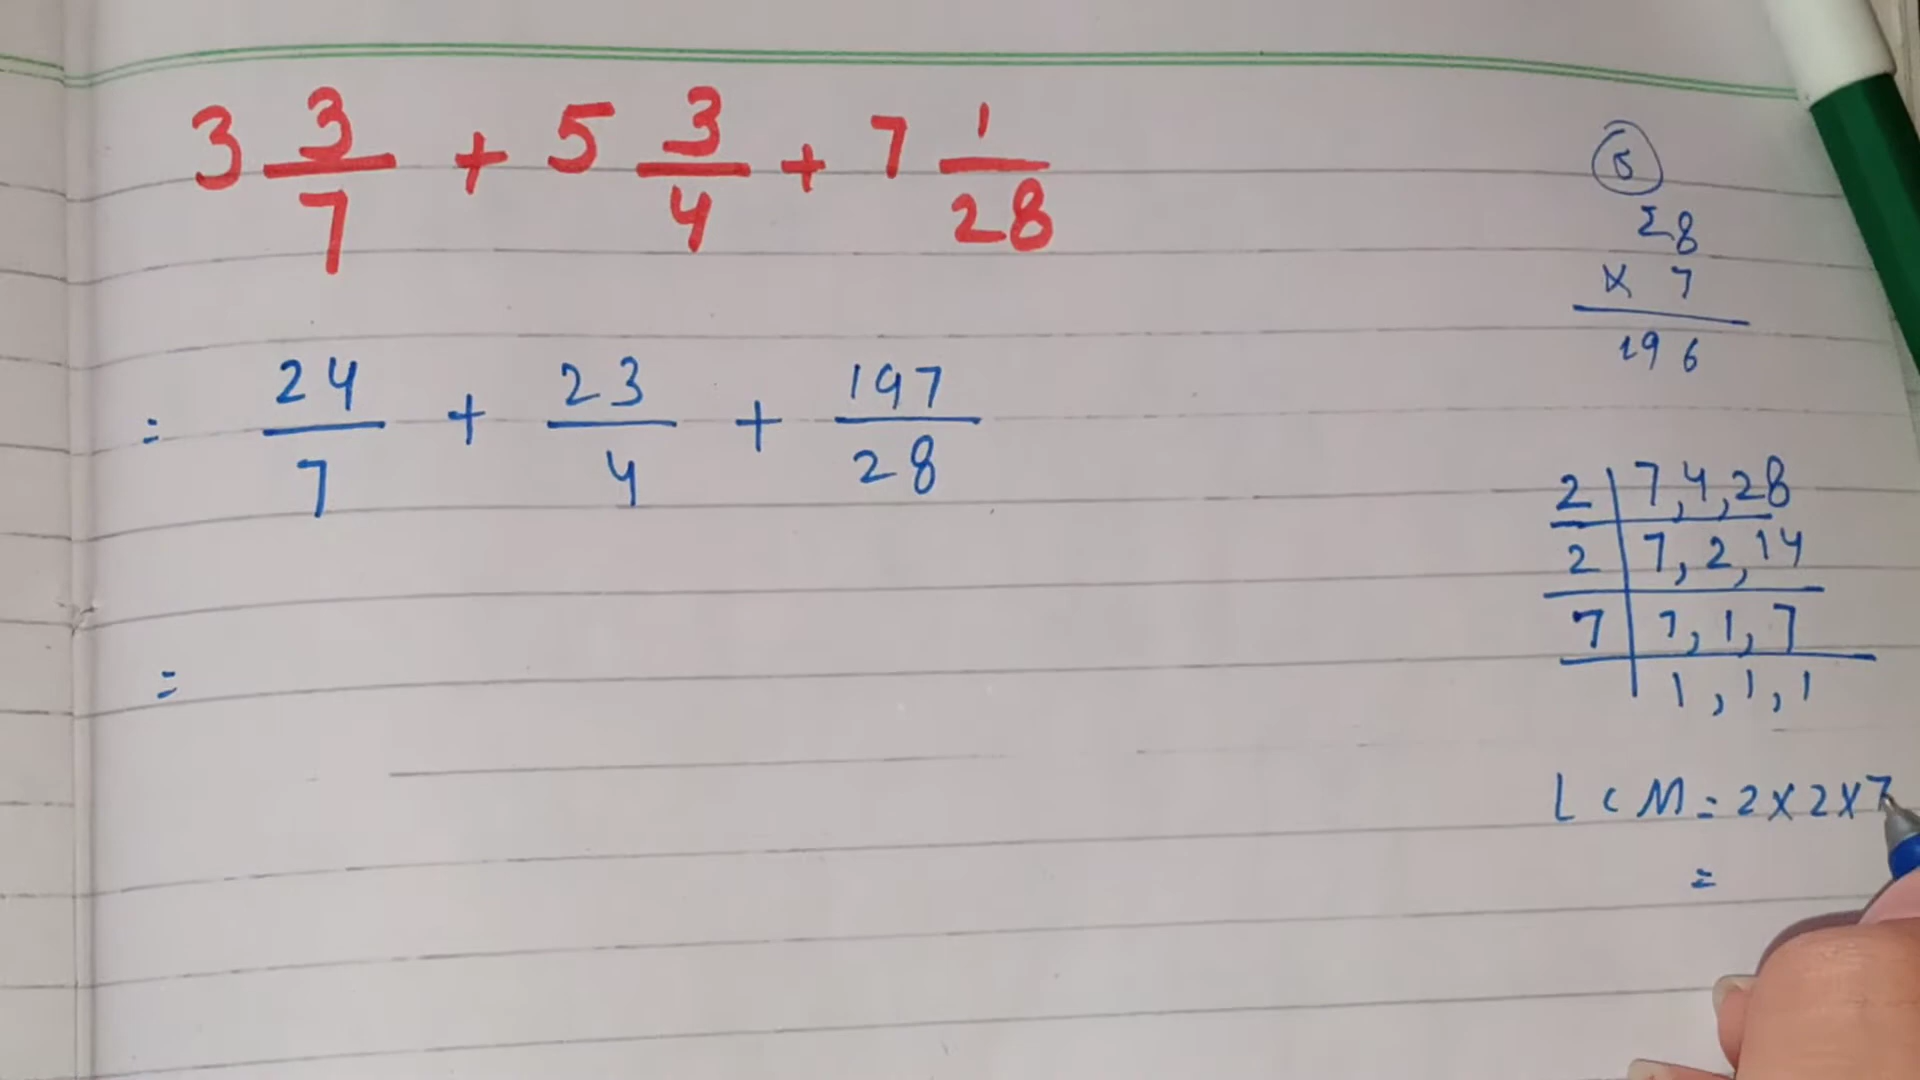 3 3/7 + 5 3/4 + 7 1/28
= 24/7 + 23/4 + 197/28
=
5
28
× 7
196
2 | 7, 4, 28
2 | 7, 2, 14
7 | 7, 1, 7
1, 1, 1
LCM = 2×2×7
=